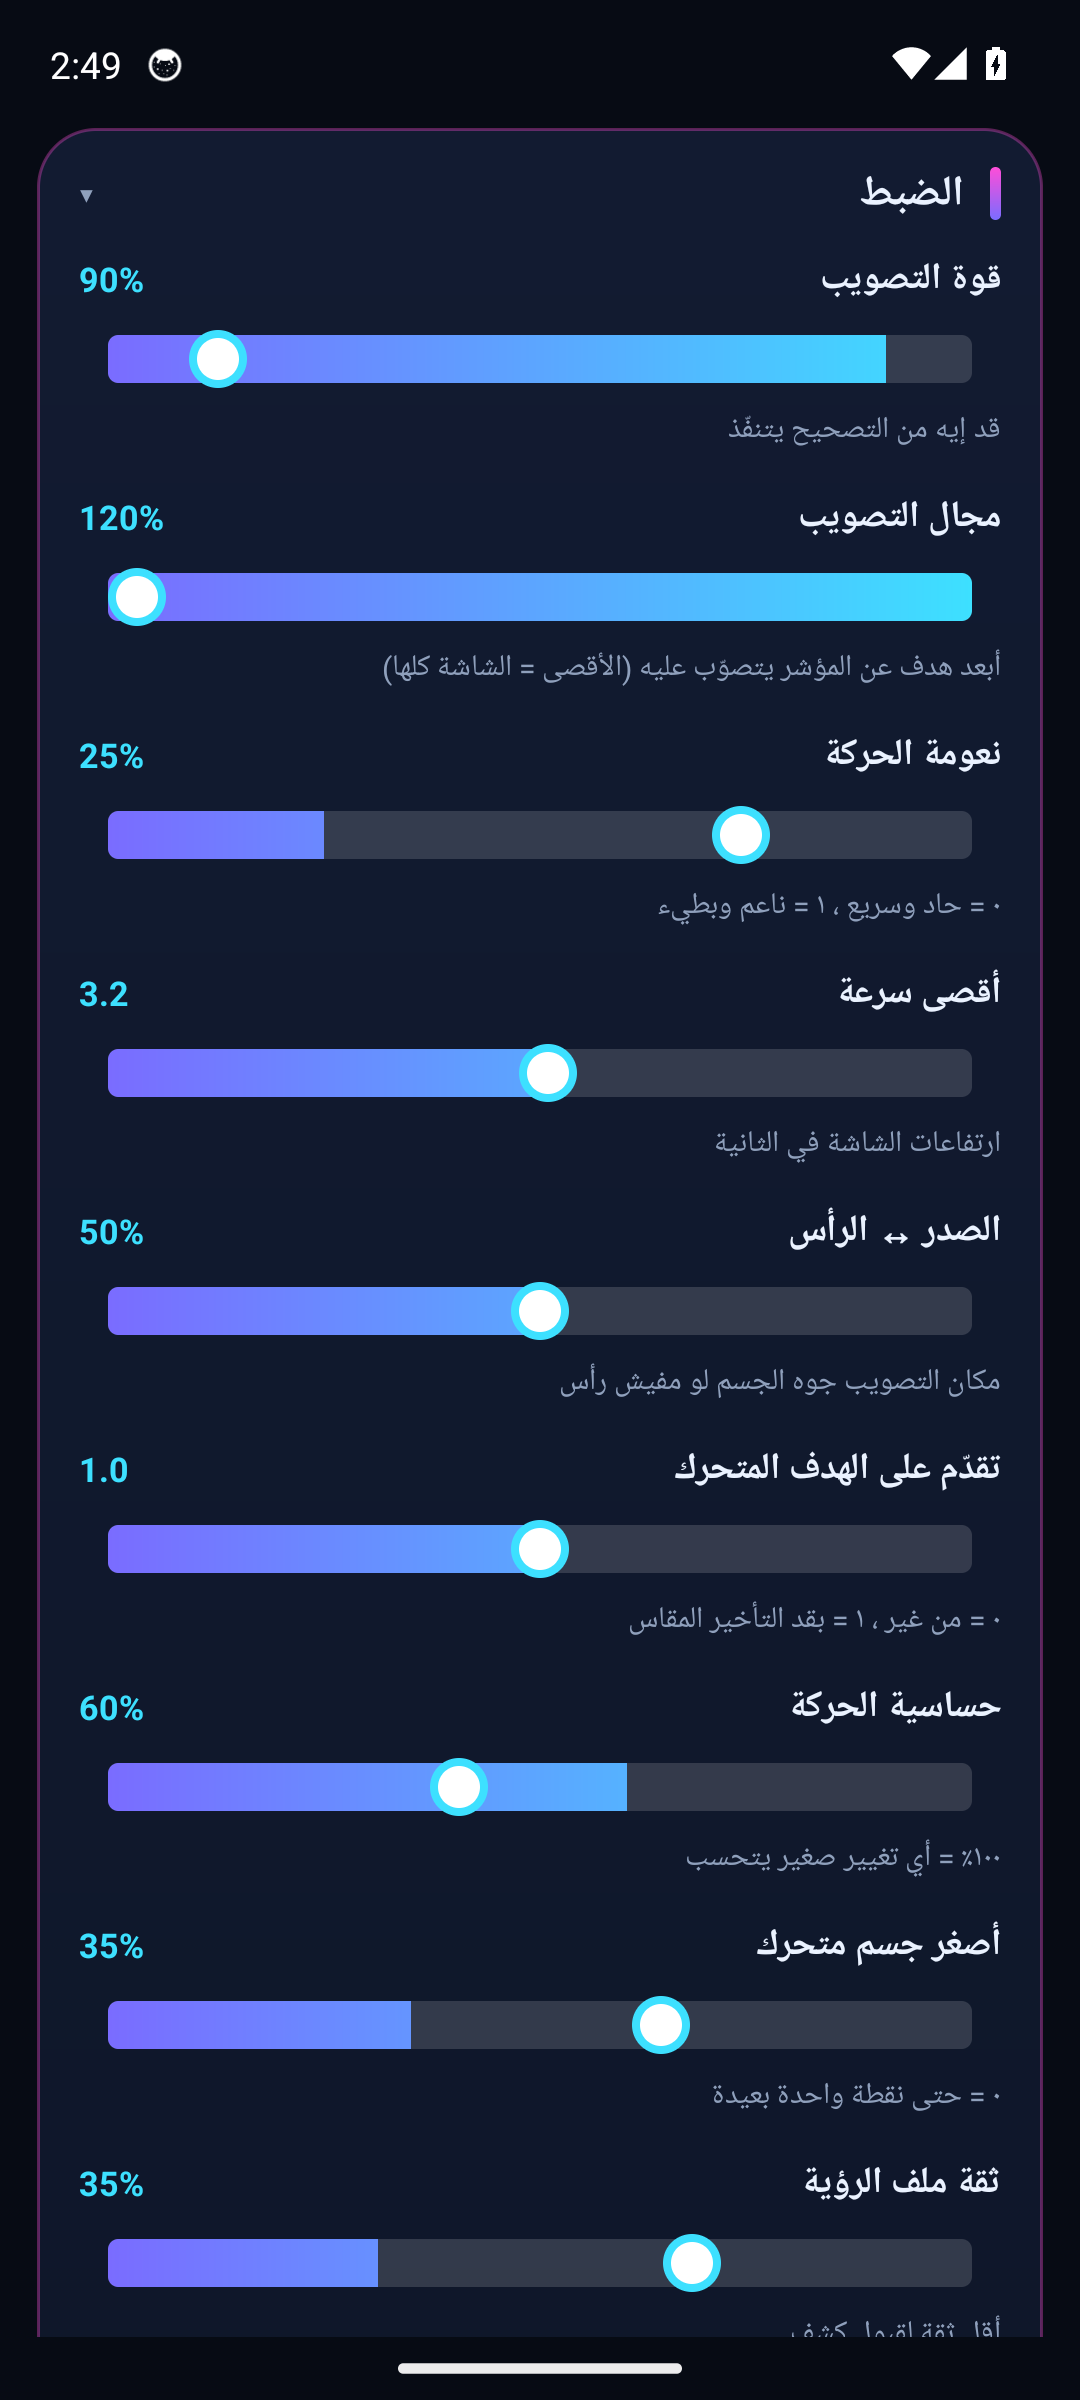 2:49
الضبط
▼
قوة التصويب
90%
قد إيه من التصحيح يتنفّذ
مجال التصويب
120%
أبعد هدف عن المؤشر يتصوّب عليه (الأقصى = الشاشة كلها)
نعومة الحركة
25%
٠ = حاد وسريع ، ١ = ناعم وبطيء
أقصى سرعة
3.2
ارتفاعات الشاشة في الثانية
الصدر ↔ الرأس
50%
مكان التصويب جوه الجسم لو مفيش رأس
تقدّم على الهدف المتحرك
1.0
٠ = من غير ، ١ = بقد التأخير المقاس
حساسية الحركة
60%
١٠٠٪ = أي تغيير صغير يتحسب
أصغر جسم متحرك
35%
٠ = حتى نقطة واحدة بعيدة
ثقة ملف الرؤية
35%
أقل ثقة لقبول كشف